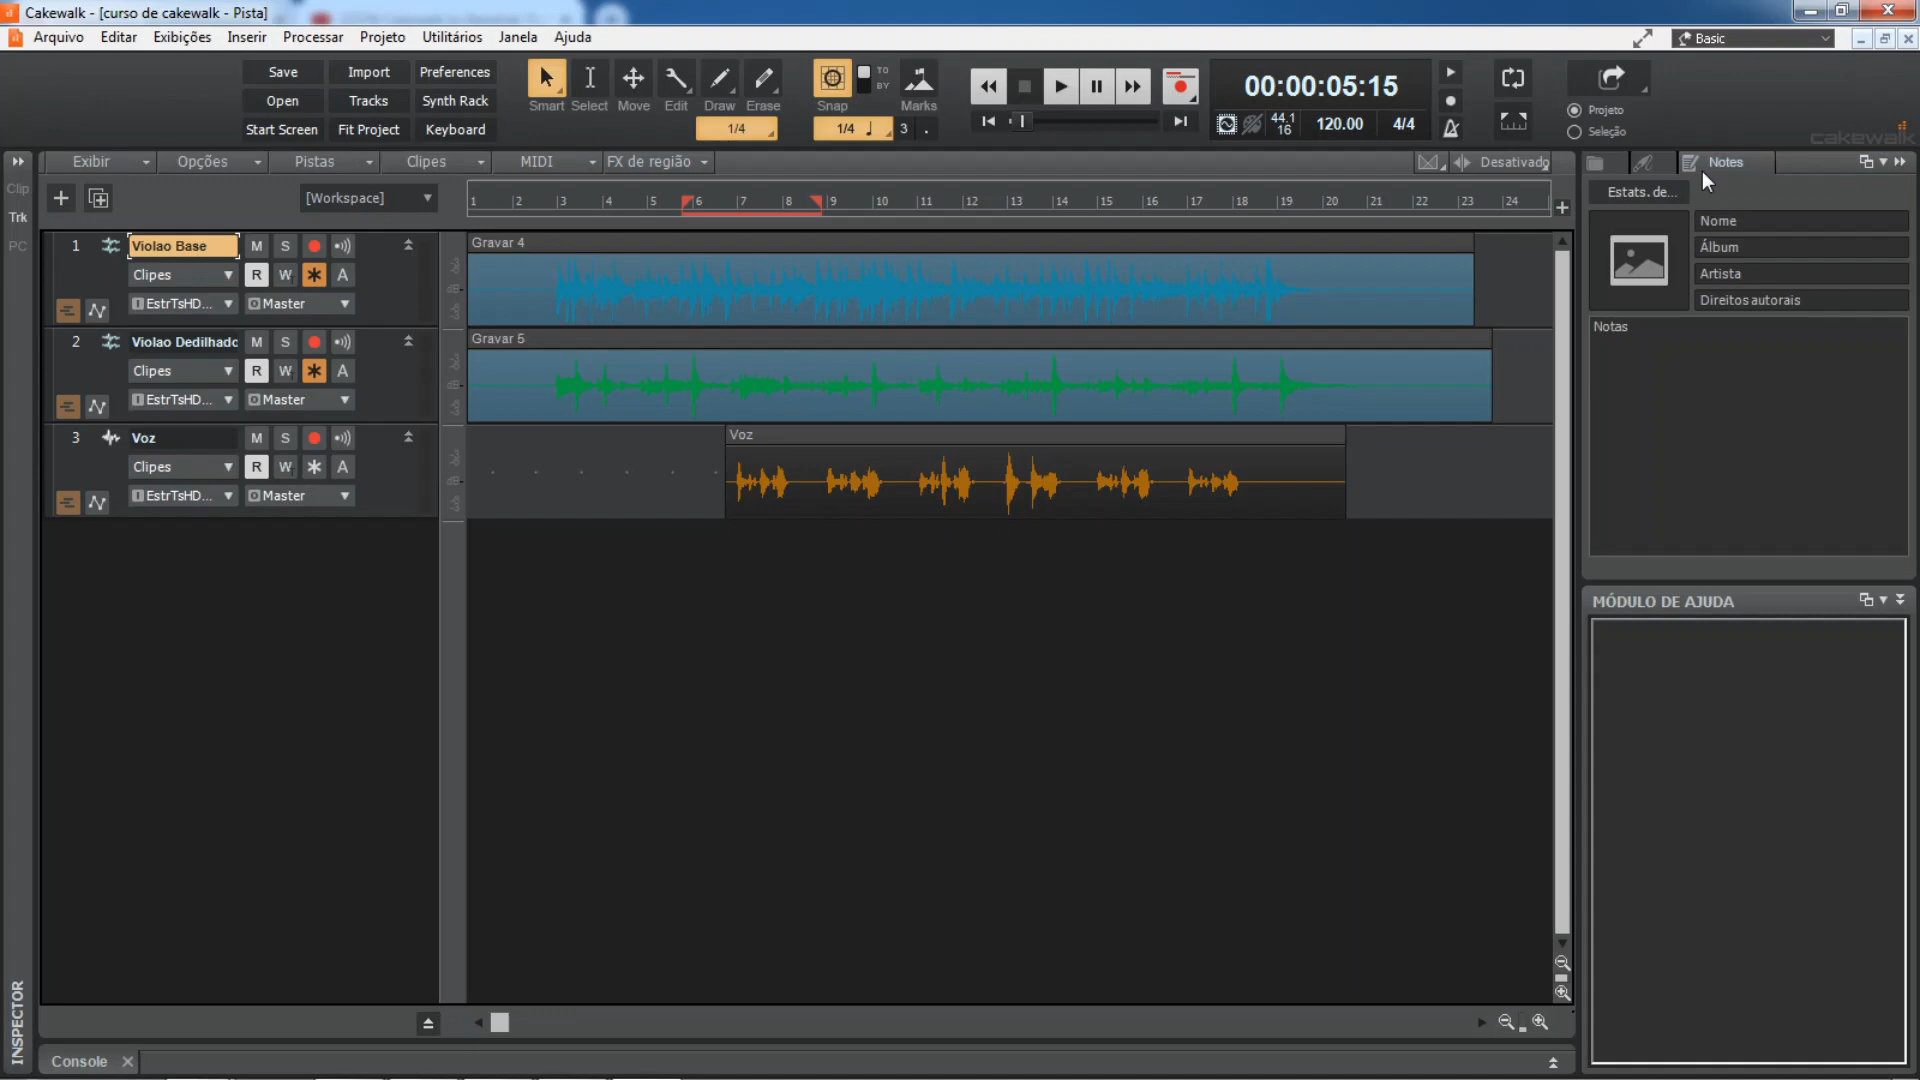 Cakewalk - [curso de cakewalk - Pista]
Arquivo Editar Exibições Inserir Processar Projeto Utilitários Janela Ajuda
Basic
Save Import Preferences
Open Tracks Synth Rack
Start Screen Fit Project Keyboard
Smart Select Move Edit Draw Erase Snap Marks
TO
BY
1/4
1/4 3 .
00:00:05:15
44.1
16
120.00 4/4
Projeto
Seleção
cakewalk
Exibir Opções Pistas Clipes MIDI FX de região Desativado
Clip
Trk
PC
[Workspace]
1 2 3 4 5 6 7 8 9 10 11 12 13 14 15 16 17 18 19 20 21 22 23 24
1 Violao Base M S
Clipes R W A
EstrTsHD... Master
Gravar 4
2 Violao Dedilhado M S
Clipes R W A
EstrTsHD... Master
Gravar 5
3 Voz M S
Clipes R W A
EstrTsHD... Master
Voz
Notes
Estats. de...
Nome
Álbum
Artista
Direitos autorais
Notas
MÓDULO DE AJUDA
INSPECTOR
Console